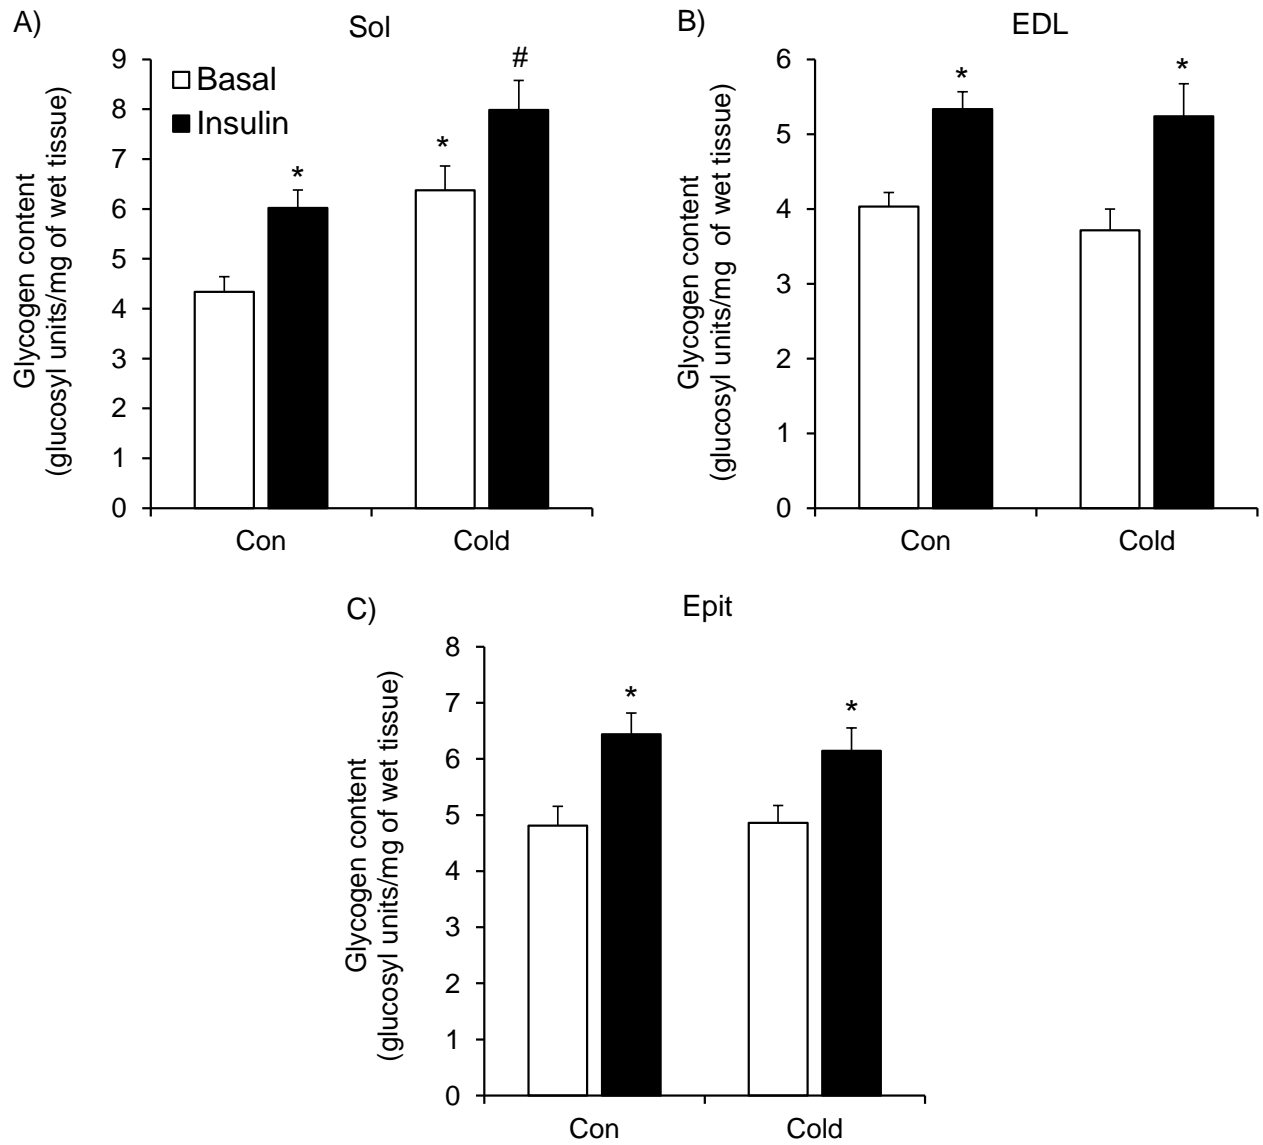 A)
Sol
Glycogen content
(glucosyl units/mg of wet tissue)
9
8
7
6
5
4
3
2
1
0
Basal
Insulin
*
*
#
Con
Cold
B)
EDL
Glycogen content
(glucosyl units/mg of wet tissue)
6
5
4
3
2
1
0
*
*
Con
Cold
C)
Epit
Glycogen content
(glucosyl units/mg of wet tissue)
8
7
6
5
4
3
2
1
0
*
*
Con
Cold